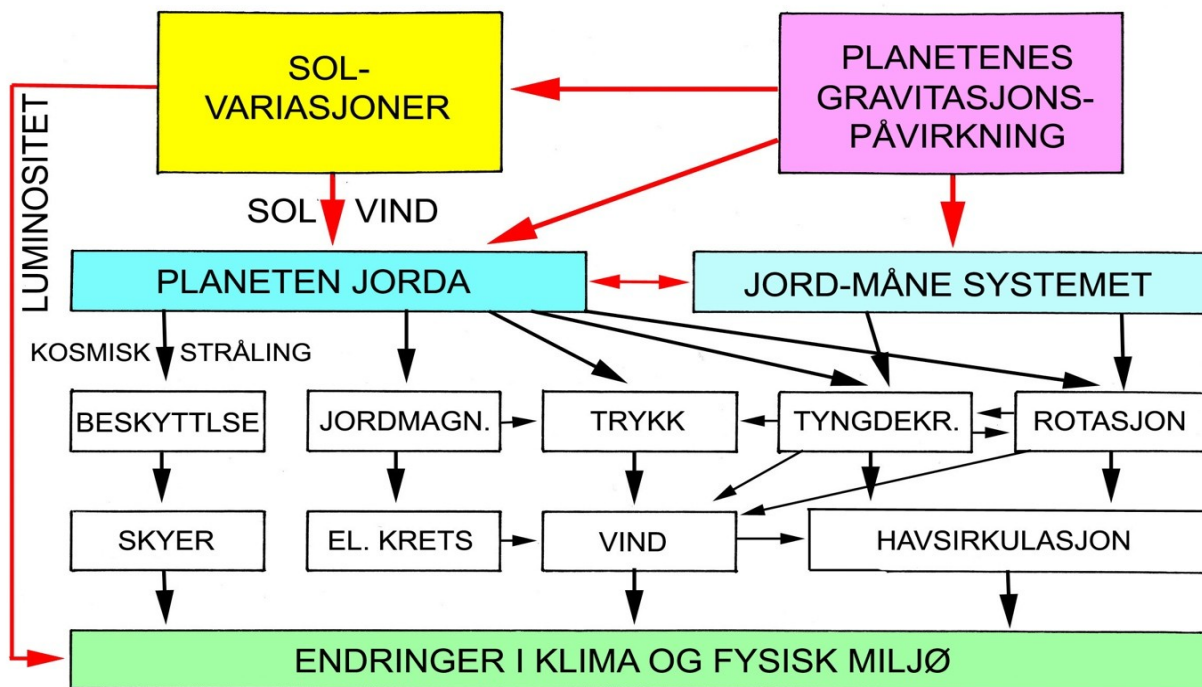 SOL-
VARIASJONER
PLANETENES
GRAVITASJONS-
PÅVIRKNING
LUMINOSITET
SOL VIND
PLANETEN JORDA
JORD-MÅNE SYSTEMET
KOSMISK STRÅLING
BESKYTTLSE
JORDMAGN.
TRYKK
TYNGDEKR.
ROTASJON
SKYER
EL. KRETS
VIND
HAVSIRKULASJON
ENDRINGER I KLIMA OG FYSISK MILJØ